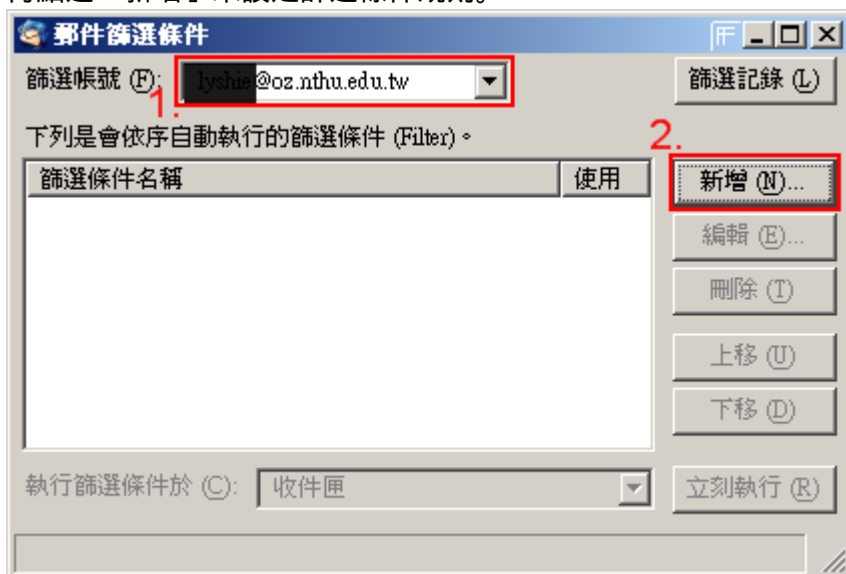 郵件篩選條件
篩選帳號 (F): @oz.nthu.edu.tw 篩選記錄 (L)
1.
下列是會依序自動執行的篩選條件 (Filter)。
2.
篩選條件名稱 使用 新增 (N)...
編輯 (E)...
刪除 (T)
上移 (U)
下移 (D)
執行篩選條件於 (C): 收件匣 立刻執行 (R)